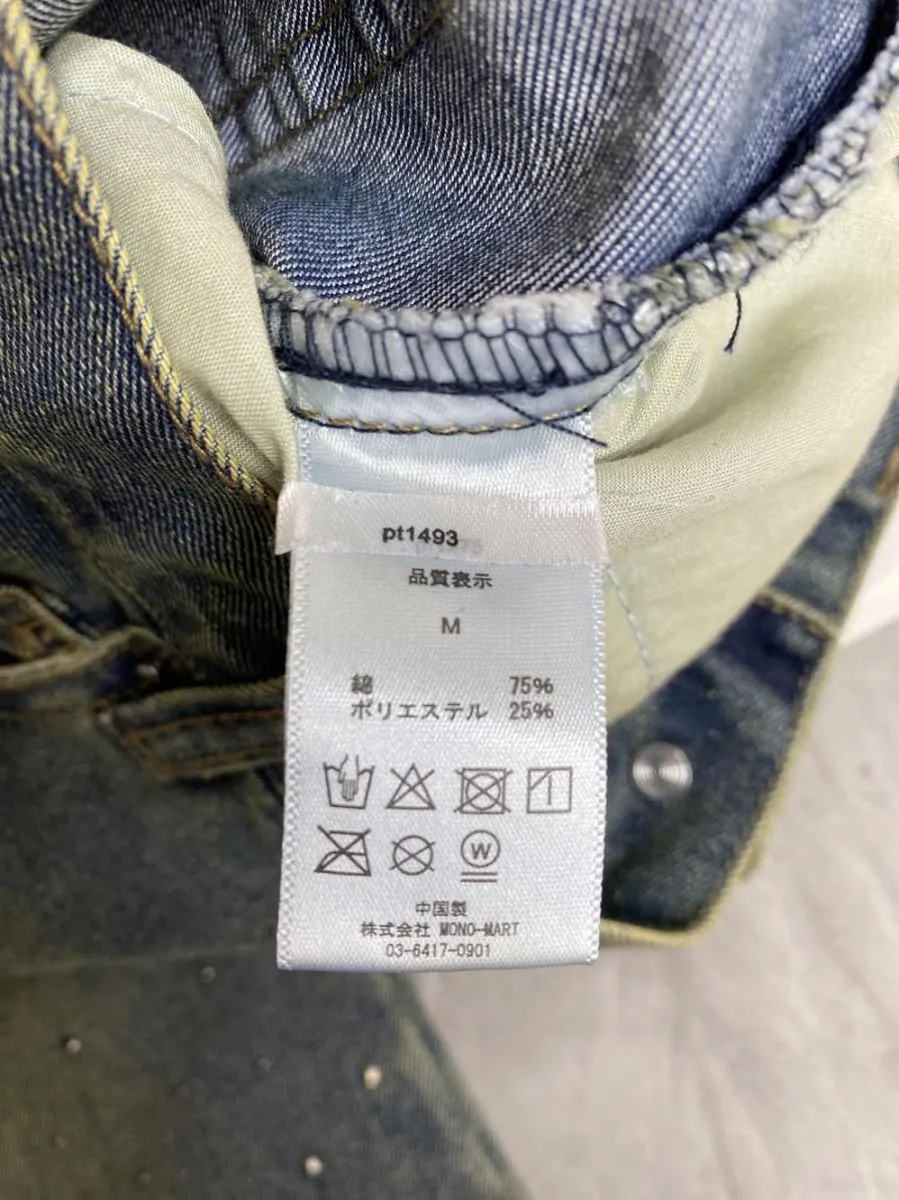 pt1493
品質表示
M
綿 75%
ポリエステル 25%
W
中国製
株式会社 MONO-MART
03-6417-0901